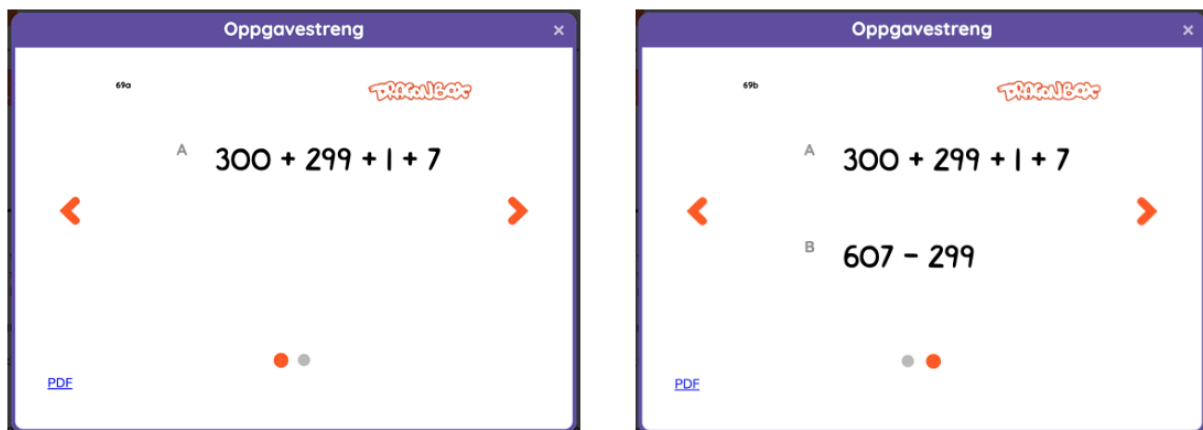 Oppgavestreng ×
69a DRAGONBOX
A 300 + 299 + 1 + 7
PDF
Oppgavestreng ×
69b DRAGONBOX
A 300 + 299 + 1 + 7
B 607 - 299
PDF